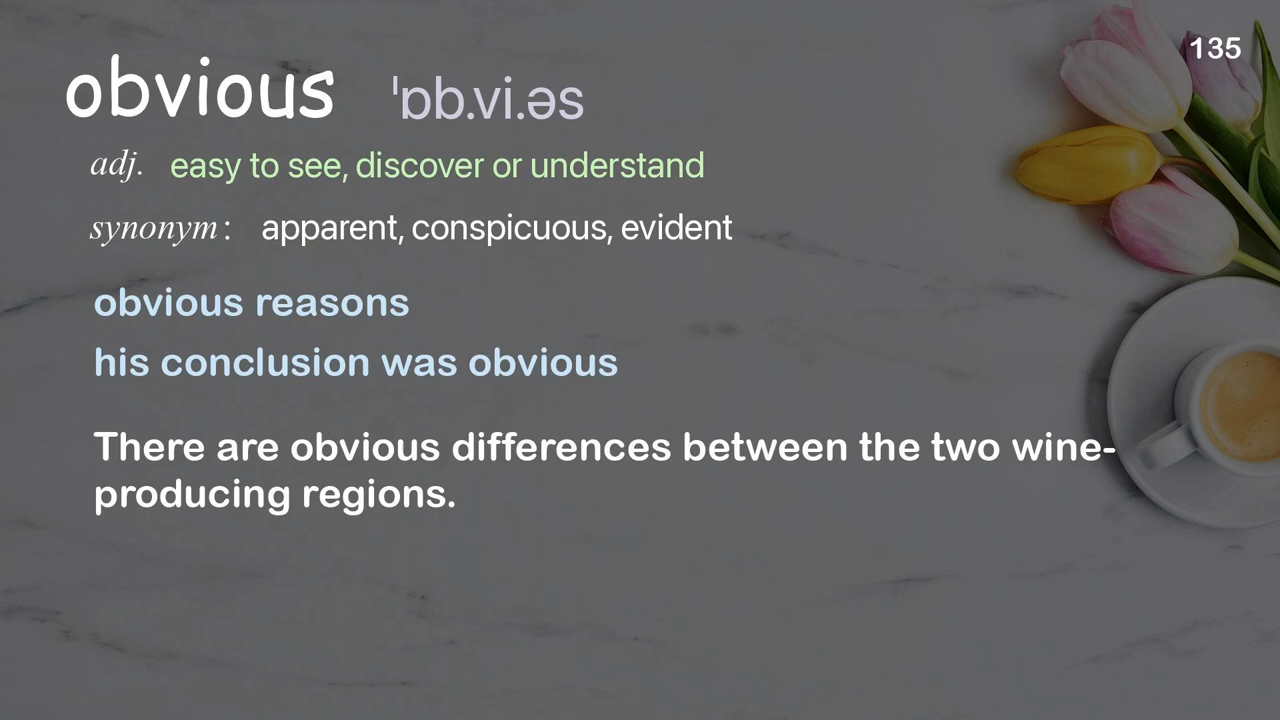 135
obvious ˈɒb.vi.əs
adj. easy to see, discover or understand
synonym: apparent, conspicuous, evident
obvious reasons
his conclusion was obvious
There are obvious differences between the two wine-
producing regions.